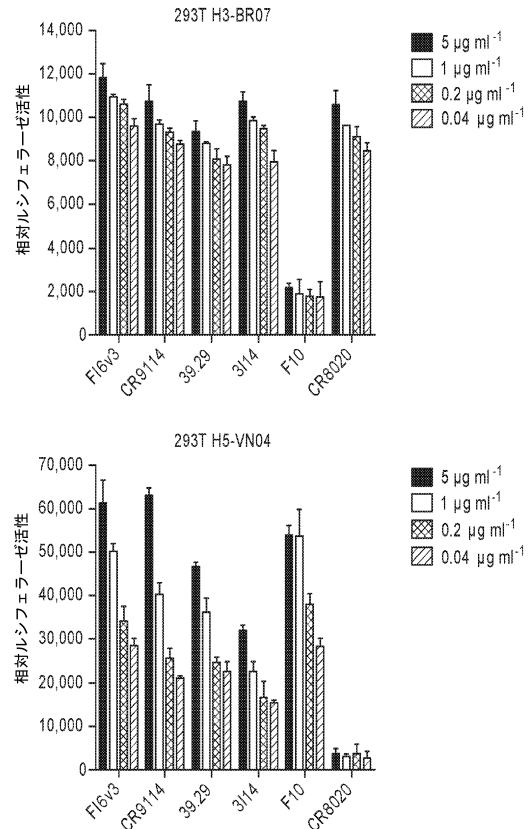 293T H3-BR07
相対ルシフェラーゼ活性
14,000
12,000
10,000
8,000
6,000
4,000
2,000
0
FI6v3
CR9114
39.29
3I14
F10
CR8020
5 µg ml⁻¹
1 µg ml⁻¹
0.2 µg ml⁻¹
0.04 µg ml⁻¹
293T H5-VN04
相対ルシフェラーゼ活性
70,000
60,000
50,000
40,000
30,000
20,000
10,000
0
FI6v3
CR9114
39.29
3I14
F10
CR8020
5 µg ml⁻¹
1 µg ml⁻¹
0.2 µg ml⁻¹
0.04 µg ml⁻¹